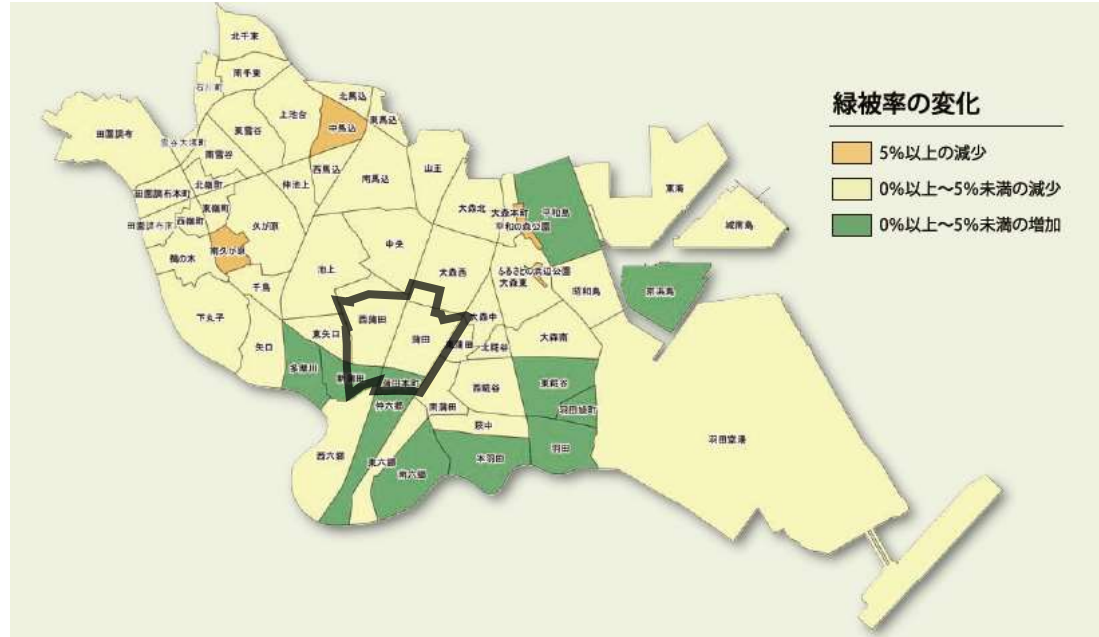 緑被率の変化
5%以上の減少
0%以上～5%未満の減少
0%以上～5%未満の増加
北千束
南千束
石川町
北馬込
東馬込
中馬込
上池台
東雪谷
田園調布
雪谷大塚町
南雪谷
西馬込
南馬込
山王
仲池上
北嶺町
田園調布本町
東嶺町
西嶺町
田園調布南
久が原
南久が原
鵜の木
大森北
大森本町
平和の森公園
平和島
東海
城南島
京浜島
中央
池上
大森西
ふるさとの浜辺公園
大森東
昭和島
千鳥
下丸子
西蒲田
蒲田
大森中
東蒲田
北糀谷
大森南
東矢口
矢口
多摩川
新蒲田
蒲田本町
西糀谷
東糀谷
仲六郷
南蒲田
羽田旭町
萩中
羽田
本羽田
西六郷
東六郷
南六郷
羽田空港